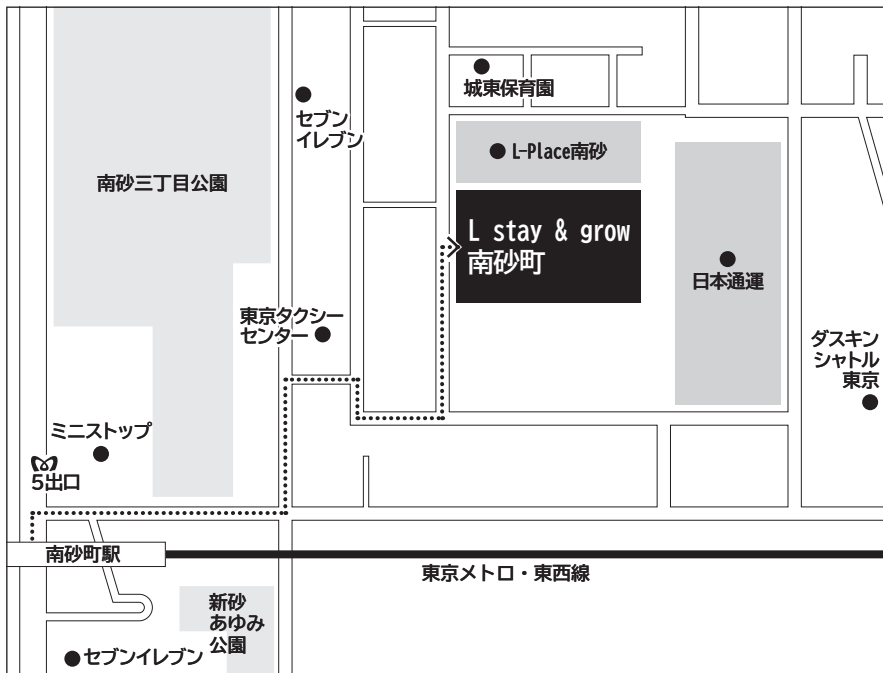 城東保育園
セブン
イレブン
L-Place南砂
南砂三丁目公園
L stay & grow
南砂町
日本通運
東京タクシー
センター
ダスキン
シャトル
東京
ミニストップ
5出口
南砂町駅
東京メトロ・東西線
新砂
あゆみ
公園
セブンイレブン